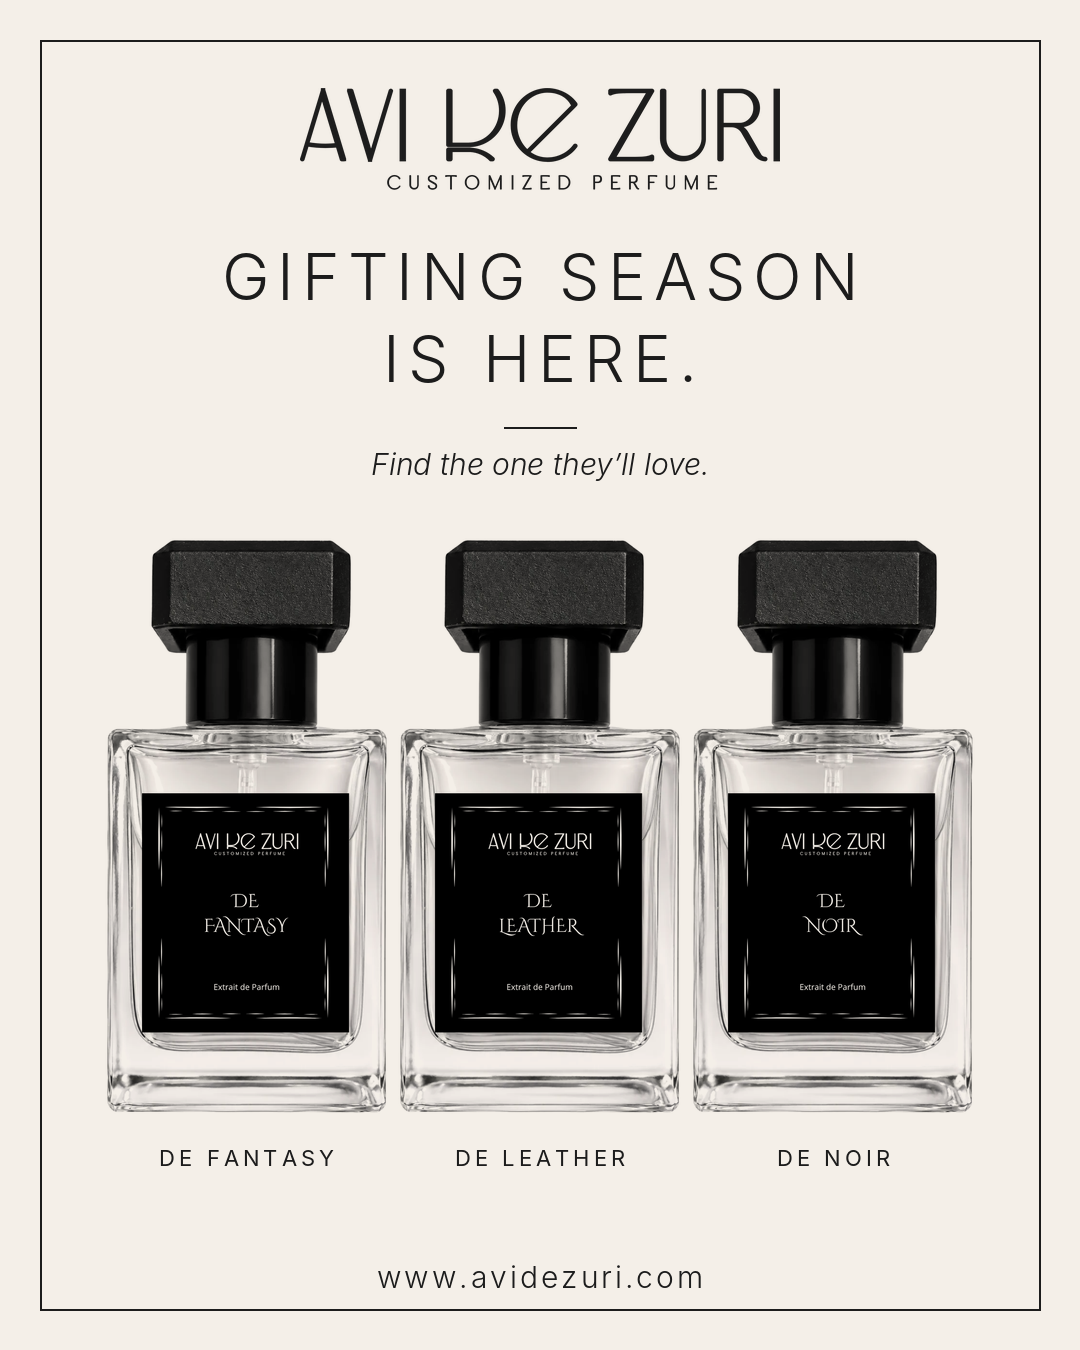 AVI DE ZURI
CUSTOMIZED PERFUME
GIFTING SEASON
IS HERE.
Find the one they’ll love.
AVI DE ZURI
CUSTOMIZED PERFUME
DE
FANTASY
Extrait de Parfum
AVI DE ZURI
CUSTOMIZED PERFUME
DE
LEATHER
Extrait de Parfum
AVI DE ZURI
CUSTOMIZED PERFUME
DE
NOIR
Extrait de Parfum
DE FANTASY
DE LEATHER
DE NOIR
www.avidezuri.com